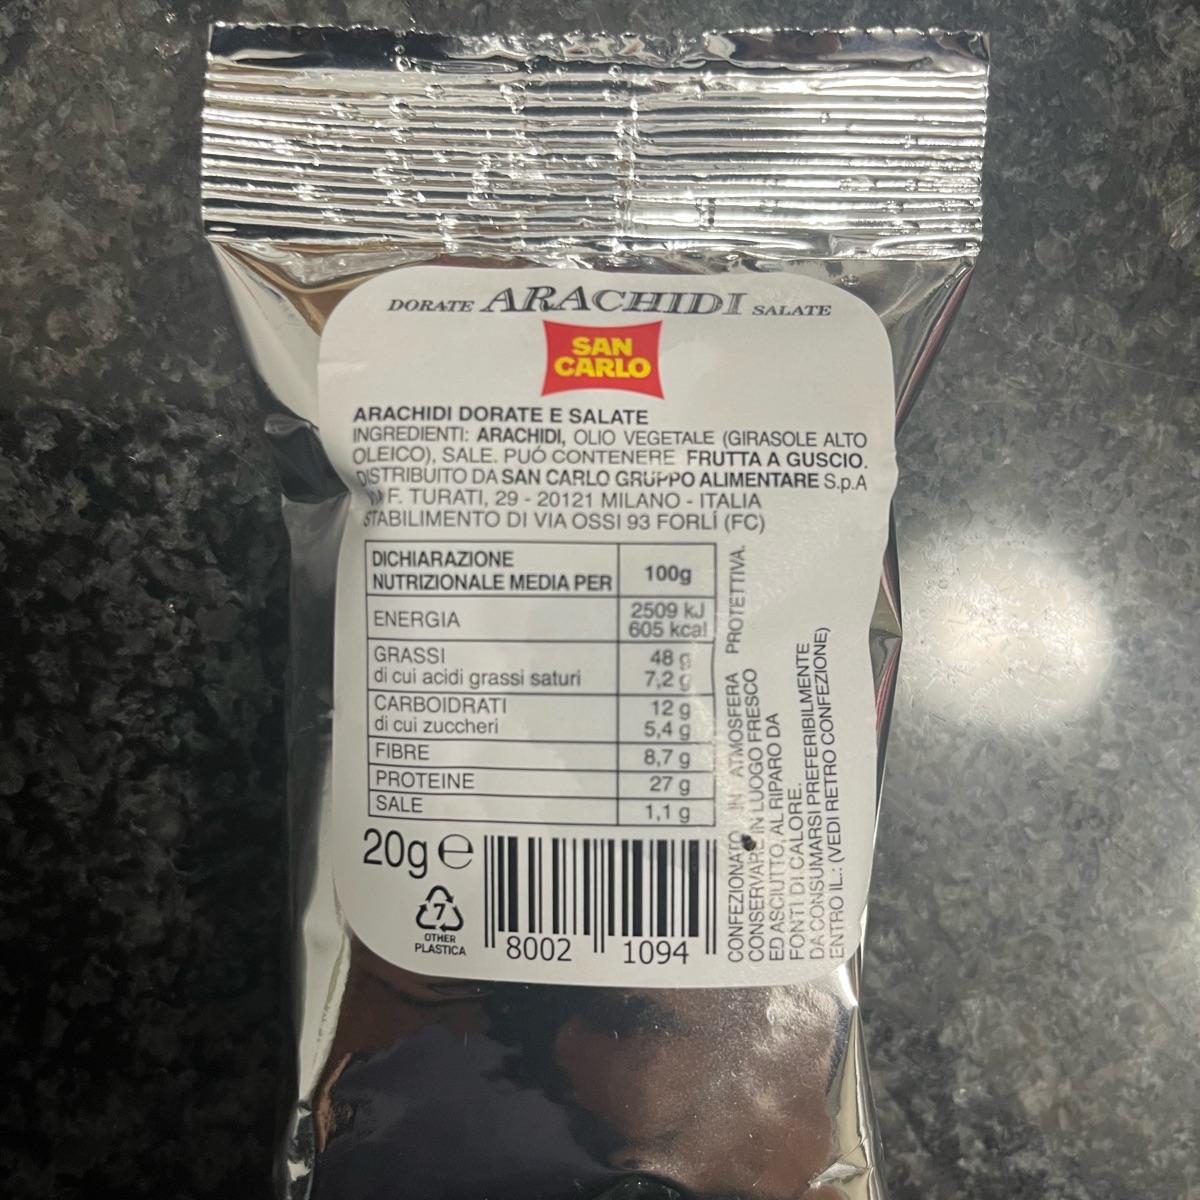 DORATE ARACHIDI SALATE
SAN
CARLO
ARACHIDI DORATE E SALATE
INGREDIENTI: ARACHIDI, OLIO VEGETALE (GIRASOLE ALTO
OLEICO), SALE. PUÓ CONTENERE FRUTTA A GUSCIO.
DISTRIBUITO DA SAN CARLO GRUPPO ALIMENTARE S.p.A
F. TURATI, 29 - 20121 MILANO - ITALIA
STABILIMENTO DI VIA OSSI 93 FORLÍ (FC)
DICHIARAZIONE
NUTRIZIONALE MEDIA PER 100g
ENERGIA 2509 kJ
605 kcal
GRASSI 48 g
di cui acidi grassi saturi 7,2 g
CARBOIDRATI 12 g
di cui zuccheri 5,4 g
FIBRE 8,7 g
PROTEINE 27 g
SALE 1,1 g
20g e
7
OTHER
PLASTICA
8002 1094
CONFEZIONATO IN ATMOSFERA PROTETTIVA.
CONSERVARE IN LUOGO FRESCO
ED ASCIUTTO, AL RIPARO DA
FONTI DI CALORE.
DA CONSUMARSI PREFERIBILMENTE
ENTRO IL.: (VEDI RETRO CONFEZIONE)